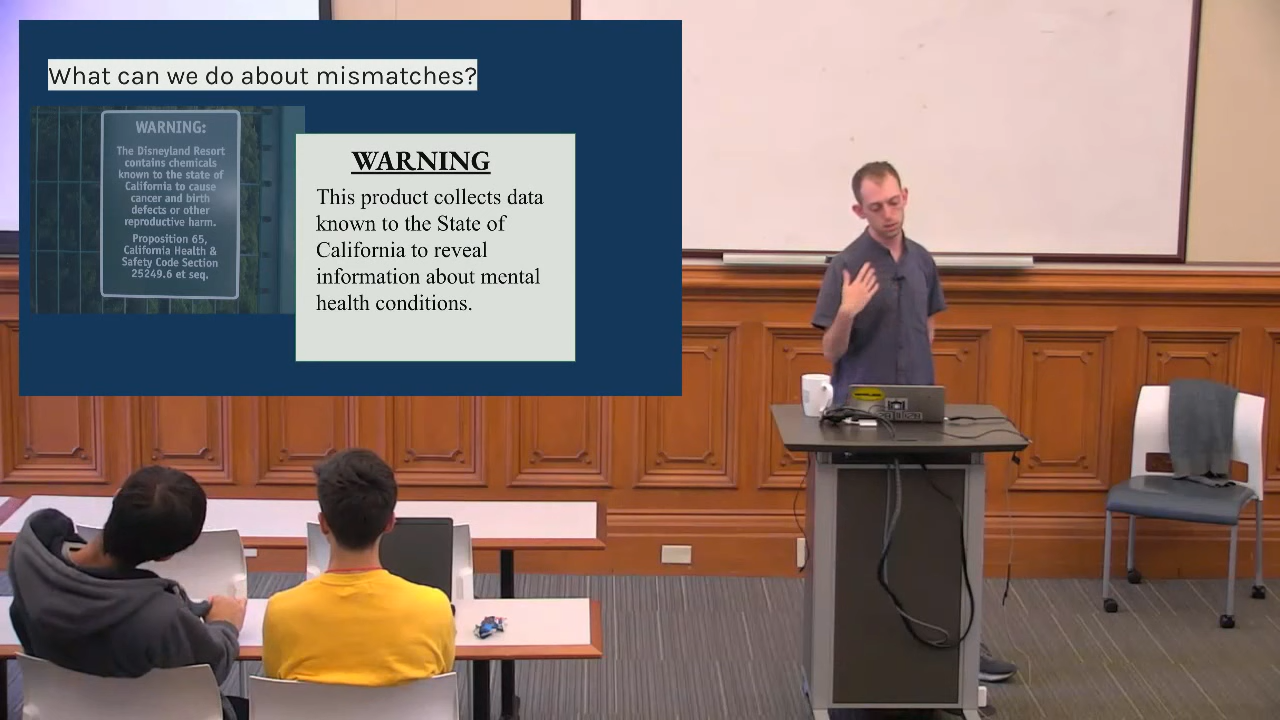 What can we do about mismatches?
WARNING:
The Disneyland Resort
contains chemicals
known to the state of
California to cause
cancer and birth
defects or other
reproductive harm.
Proposition 65,
California Health &
Safety Code Section
25249.6 et seq.
WARNING
This product collects data
known to the State of
California to reveal
information about mental
health conditions.